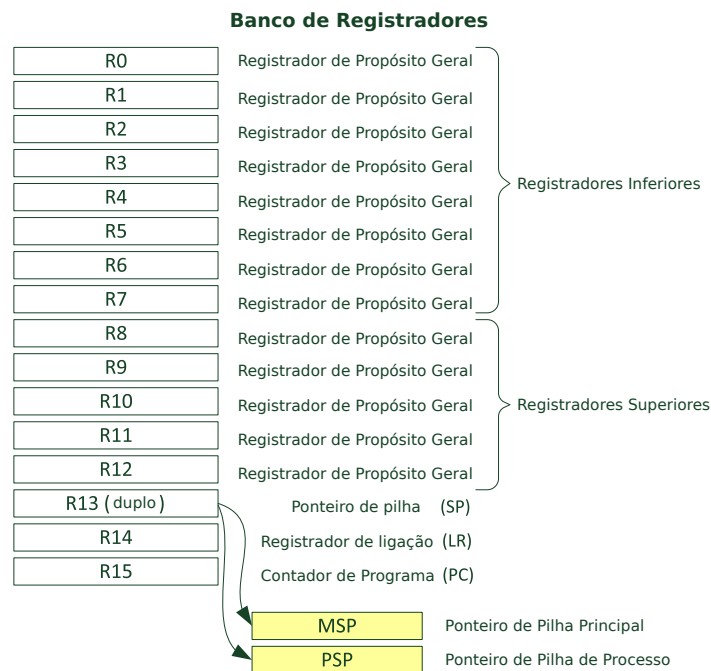 Banco de Registradores
R0 Registrador de Propósito Geral
R1 Registrador de Propósito Geral
R2 Registrador de Propósito Geral
R3 Registrador de Propósito Geral
R4 Registrador de Propósito Geral
R5 Registrador de Propósito Geral
R6 Registrador de Propósito Geral
R7 Registrador de Propósito Geral
Registradores Inferiores
R8 Registrador de Propósito Geral
R9 Registrador de Propósito Geral
R10 Registrador de Propósito Geral
R11 Registrador de Propósito Geral
R12 Registrador de Propósito Geral
Registradores Superiores
R13 (duplo) Ponteiro de pilha (SP)
R14 Registrador de ligação (LR)
R15 Contador de Programa (PC)
MSP Ponteiro de Pilha Principal
PSP Ponteiro de Pilha de Processo